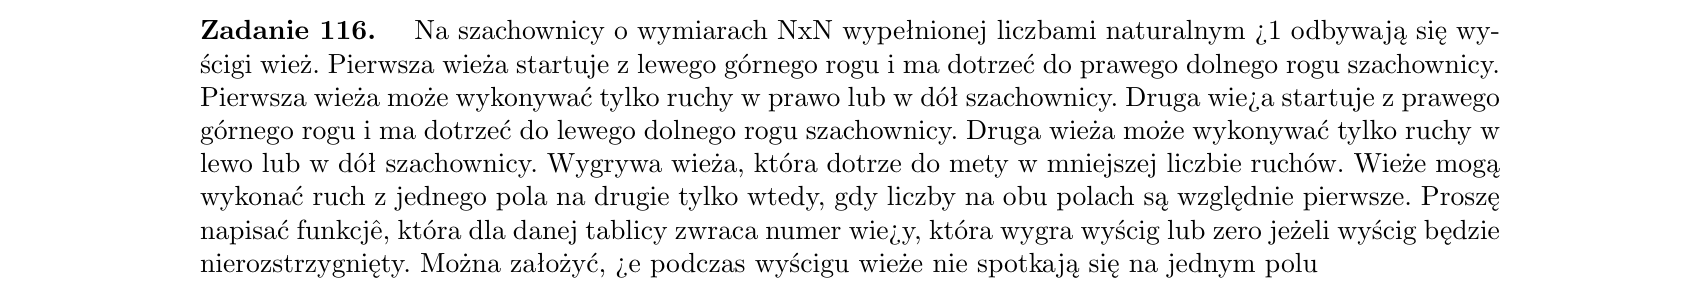 Zadanie 116. Na szachownicy o wymiarach NxN wypełnionej liczbami naturalnym ¿1 odbywają się wy-
ścigi wież. Pierwsza wieża startuje z lewego górnego rogu i ma dotrzeć do prawego dolnego rogu szachownicy.
Pierwsza wieża może wykonywać tylko ruchy w prawo lub w dół szachownicy. Druga wie¿a startuje z prawego
górnego rogu i ma dotrzeć do lewego dolnego rogu szachownicy. Druga wieża może wykonywać tylko ruchy w
lewo lub w dół szachownicy. Wygrywa wieża, która dotrze do mety w mniejszej liczbie ruchów. Wieże mogą
wykonać ruch z jednego pola na drugie tylko wtedy, gdy liczby na obu polach są względnie pierwsze. Proszę
napisać funkcjê, która dla danej tablicy zwraca numer wie¿y, która wygra wyścig lub zero jeżeli wyścig będzie
nierozstrzygnięty. Można założyć, ¿e podczas wyścigu wieże nie spotkają się na jednym polu